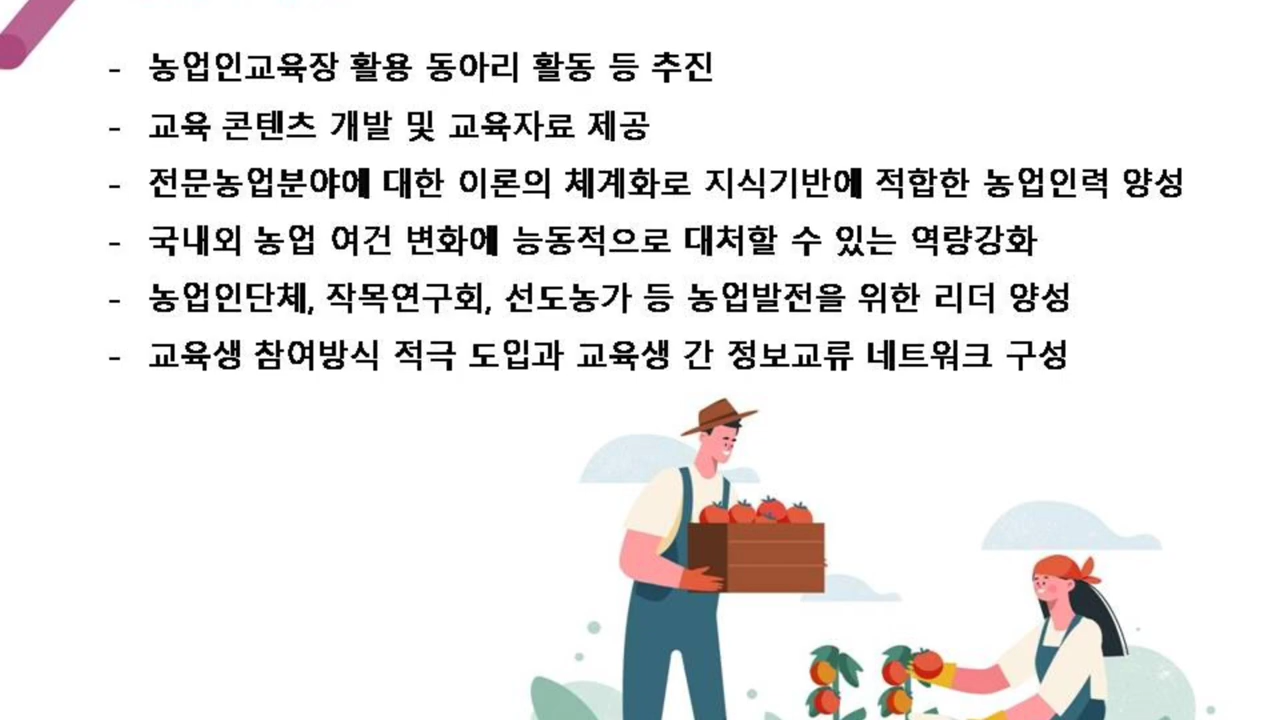 - 농업인교육장 활용 동아리 활동 등 추진
- 교육 콘텐츠 개발 및 교육자료 제공
- 전문농업분야에 대한 이론의 체계화로 지식기반에 적합한 농업인력 양성
- 국내외 농업 여건 변화에 능동적으로 대처할 수 있는 역량강화
- 농업인단체, 작목연구회, 선도농가 등 농업발전을 위한 리더 양성
- 교육생 참여방식 적극 도입과 교육생 간 정보교류 네트워크 구성